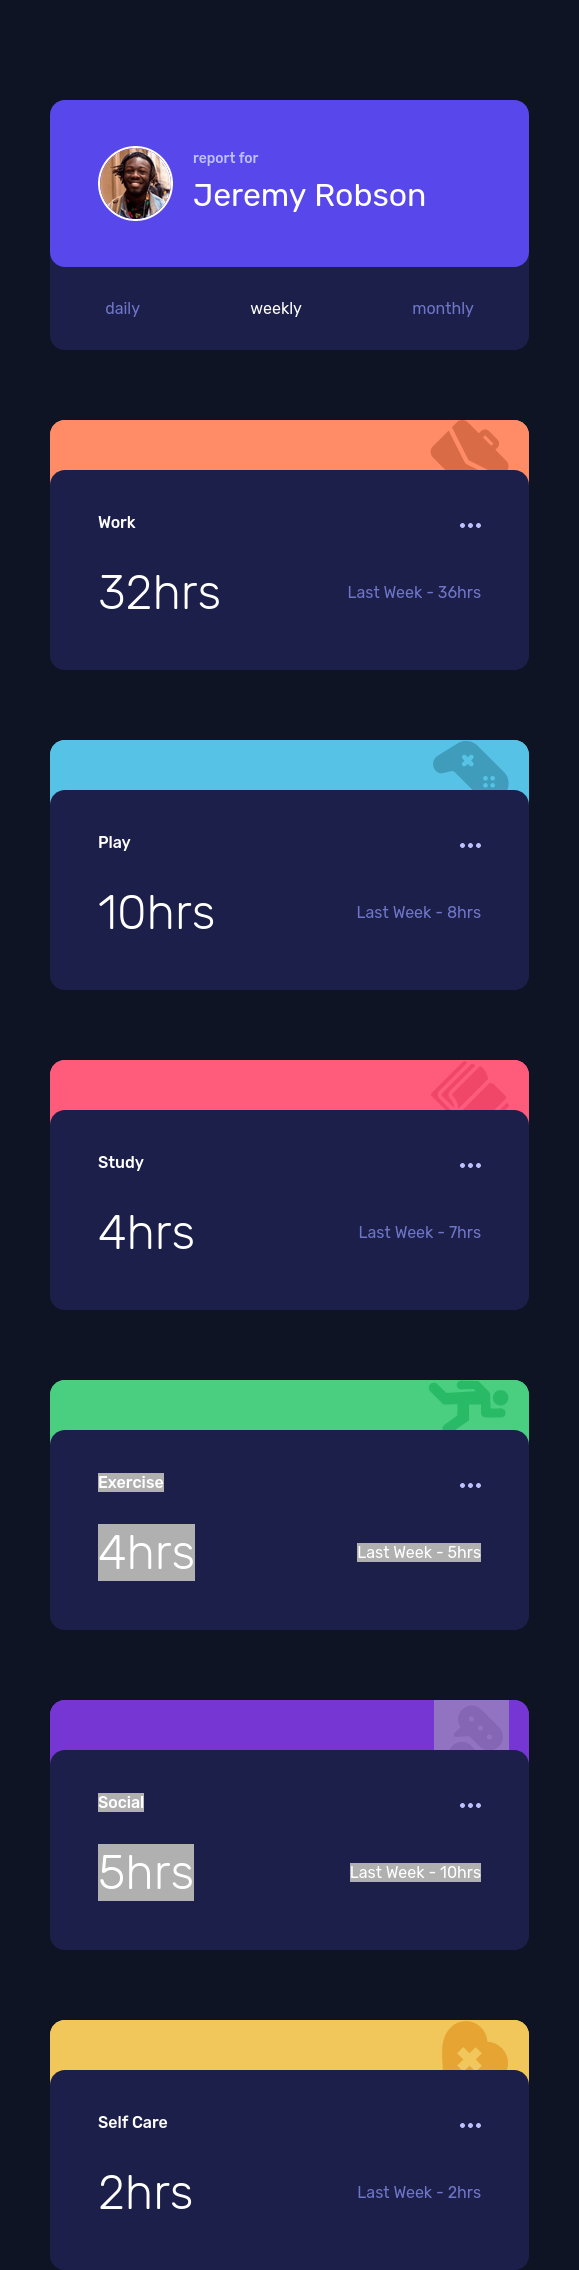 report for
Jeremy Robson
daily weekly monthly
Work
32hrs Last Week - 36hrs
Play
10hrs Last Week - 8hrs
Study
4hrs Last Week - 7hrs
Exercise
4hrs Last Week - 5hrs
Social
5hrs Last Week - 10hrs
Self Care
2hrs Last Week - 2hrs